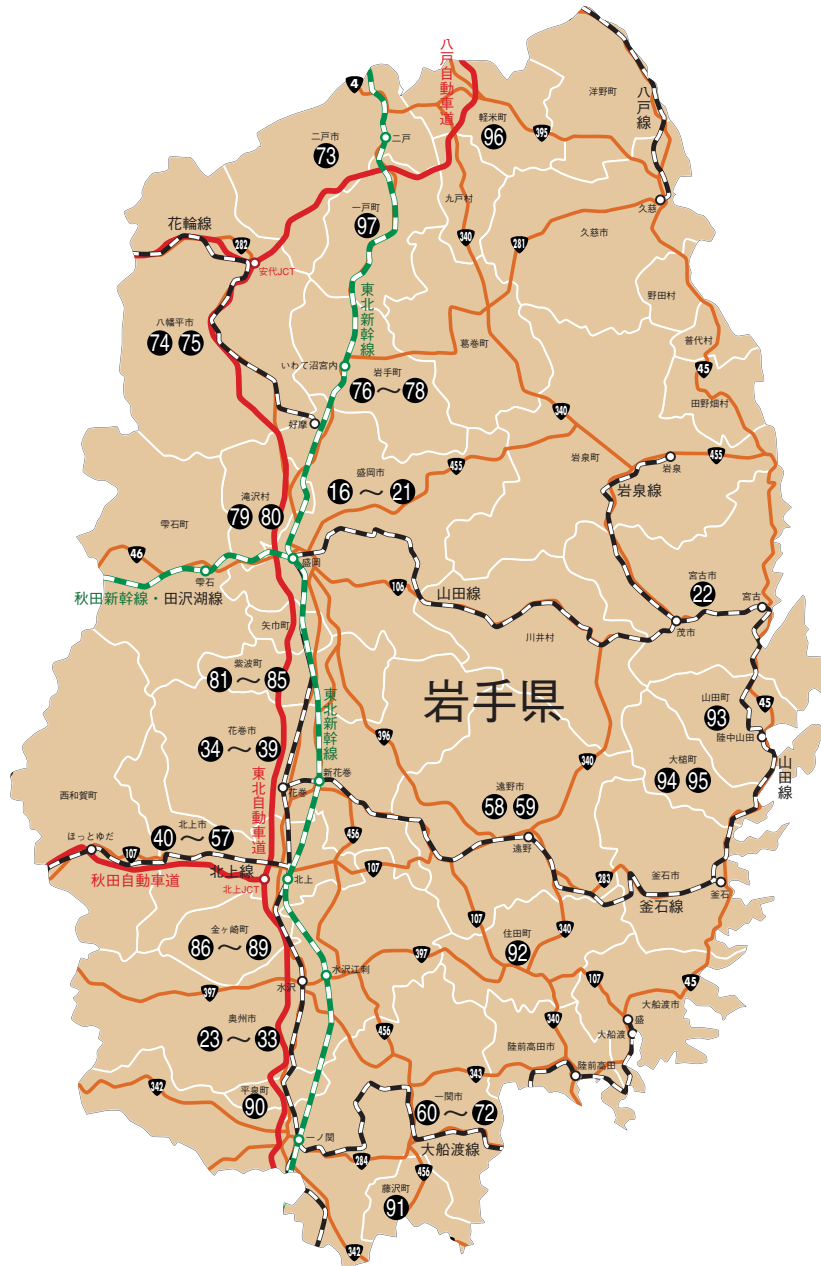 八戸自動車道
4
洋野町
八戸線
軽米町
96
395
二戸市
73
二戸
九戸村
一戸町
97
340
281
久慈
久慈市
花輪線
282
安代JCT
東北新幹線
野田村
八幡平市
74 75
普代村
45
葛巻町
いわて沼宮内
岩手町
76〜78
田野畑村
340
好摩
岩泉町
岩泉
455
盛岡市
16〜21
455
岩泉線
滝沢村
79 80
雫石町
46
盛岡
雫石
秋田新幹線・田沢湖線
106
山田線
宮古市
22
宮古
茂市
川井村
矢巾町
紫波町
81〜85
岩手県
東北新幹線
山田町
93
45
陸中山田
花巻市
34〜39
396
340
大槌町
94 95
山田線
東北自動車道
新花巻
花巻
西和賀町
遠野市
58 59
遠野
北上市
40〜57
456
ほっとゆだ
107
北上線
107
秋田自動車道
北上JCT
北上
283
釜石市
釜石
釜石線
107
340
住田町
92
金ヶ崎町
86〜89
397
水沢江刺
水沢
397
107
45
大船渡市
奥州市
23〜33
456
340
盛
大船渡
陸前高田市
陸前高田
343
342
平泉町
90
一関市
60〜72
一ノ関
大船渡線
284
456
藤沢町
91
342